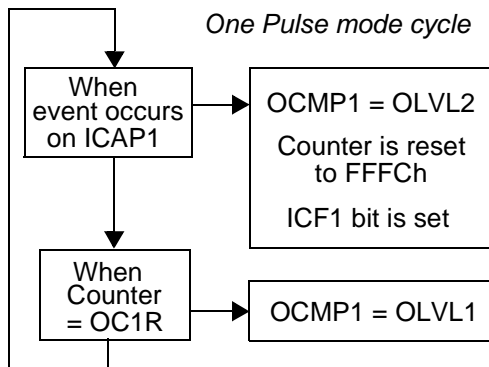 One Pulse mode cycle
When
event occurs
on ICAP1
OCMP1 = OLVL2
Counter is reset
to FFFCh
ICF1 bit is set
When
Counter
= OC1R
OCMP1 = OLVL1